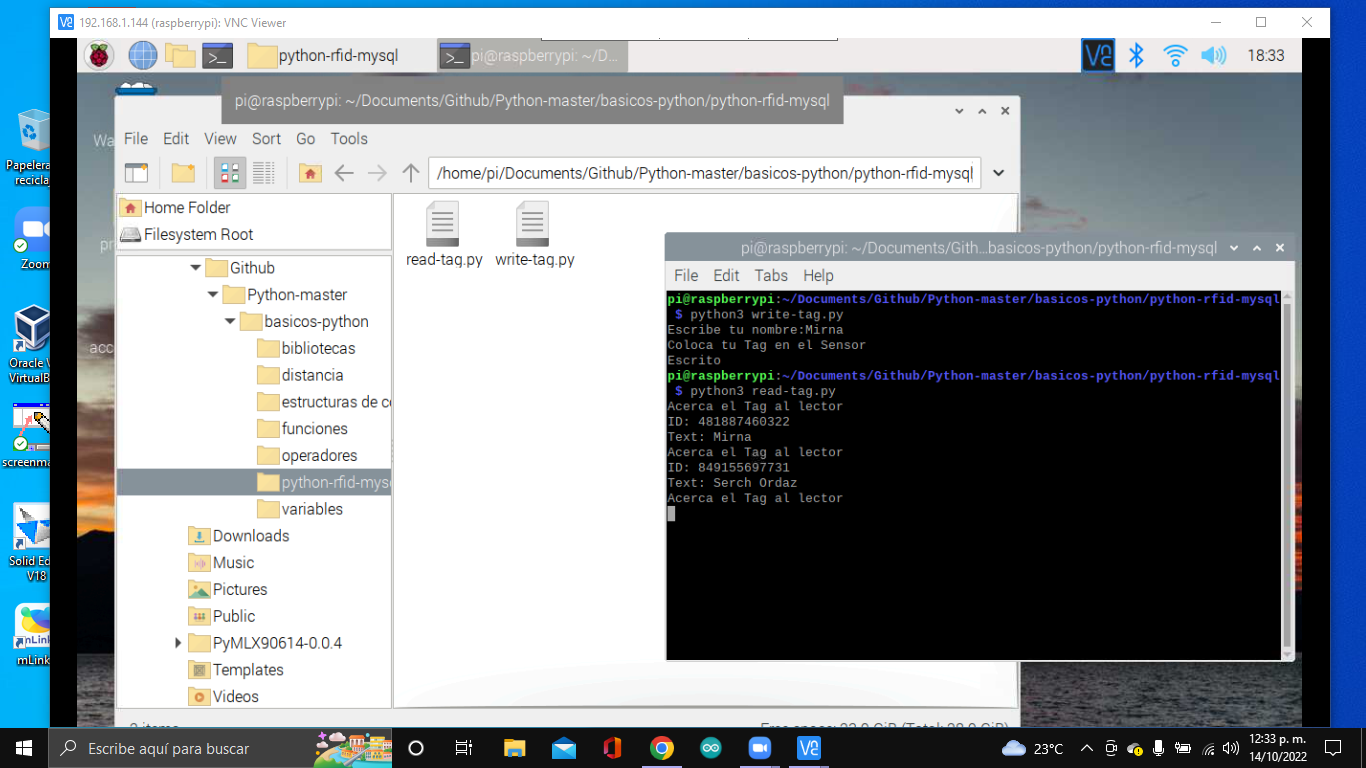 192.168.1.144 (raspberrypi): VNC Viewer
python-rfid-mysql
pi@raspberrypi: ~/D...
18:33
pi@raspberrypi: ~/Documents/Github/Python-master/basicos-python/python-rfid-mysql
File Edit View Sort Go Tools
/home/pi/Documents/Github/Python-master/basicos-python/python-rfid-mysql
Home Folder
Filesystem Root
Github
Python-master
basicos-python
bibliotecas
distancia
estructuras de c
funciones
operadores
python-rfid-mys
variables
Downloads
Music
Pictures
Public
PyMLX90614-0.0.4
Templates
Videos
read-tag.py
write-tag.py
pi@raspberrypi: ~/Documents/Gith...basicos-python/python-rfid-mysql
File Edit Tabs Help
pi@raspberrypi:~/Documents/Github/Python-master/basicos-python/python-rfid-mysql
$ python3 write-tag.py
Escribe tu nombre:Mirna
Coloca tu Tag en el Sensor
Escrito
pi@raspberrypi:~/Documents/Github/Python-master/basicos-python/python-rfid-mysql
$ python3 read-tag.py
Acerca el Tag al lector
ID: 481887460322
Text: Mirna
Acerca el Tag al lector
ID: 849155697731
Text: Serch Ordaz
Acerca el Tag al lector
Papelera
recicla
Zoom
Oracle V
VirtualB
screenma
Solid Ed
V18
mLink
Escribe aquí para buscar
23°C
12:33 p. m.
14/10/2022